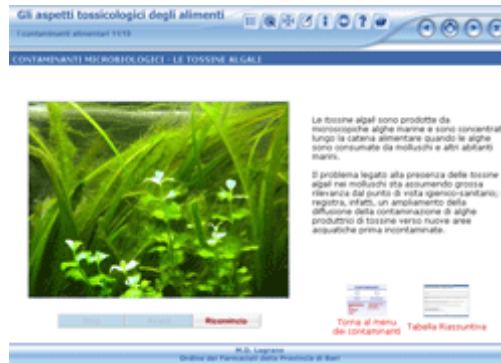 Gli aspetti tossicologici degli alimenti
I contaminanti alimentari 11/19
CONTAMINANTI MICROBIOLOGICI - LE TOSSINE ALGALI
Le tossine algali sono prodotte da
microscopiche alghe marine e sono concentrat
lungo la catena alimentare quando le alghe
sono consumate da molluschi e altri abitanti
marini.
Il problema legato alla presenza delle tossine
algali nei molluschi sta assumendo grossa
rilevanza dal punto di vista igienico-sanitario;
registra, infatti, un ampliamento della
diffusione della contaminazione di alghe
produttrici di tossine verso nuove aree
acquatiche prima incontaminate.
Ricomincia
Torna al menu
dei contaminanti
Tabella Riassuntiva
M.D. Lagrano
Ordine dei Farmacisti della Provincia di Bari